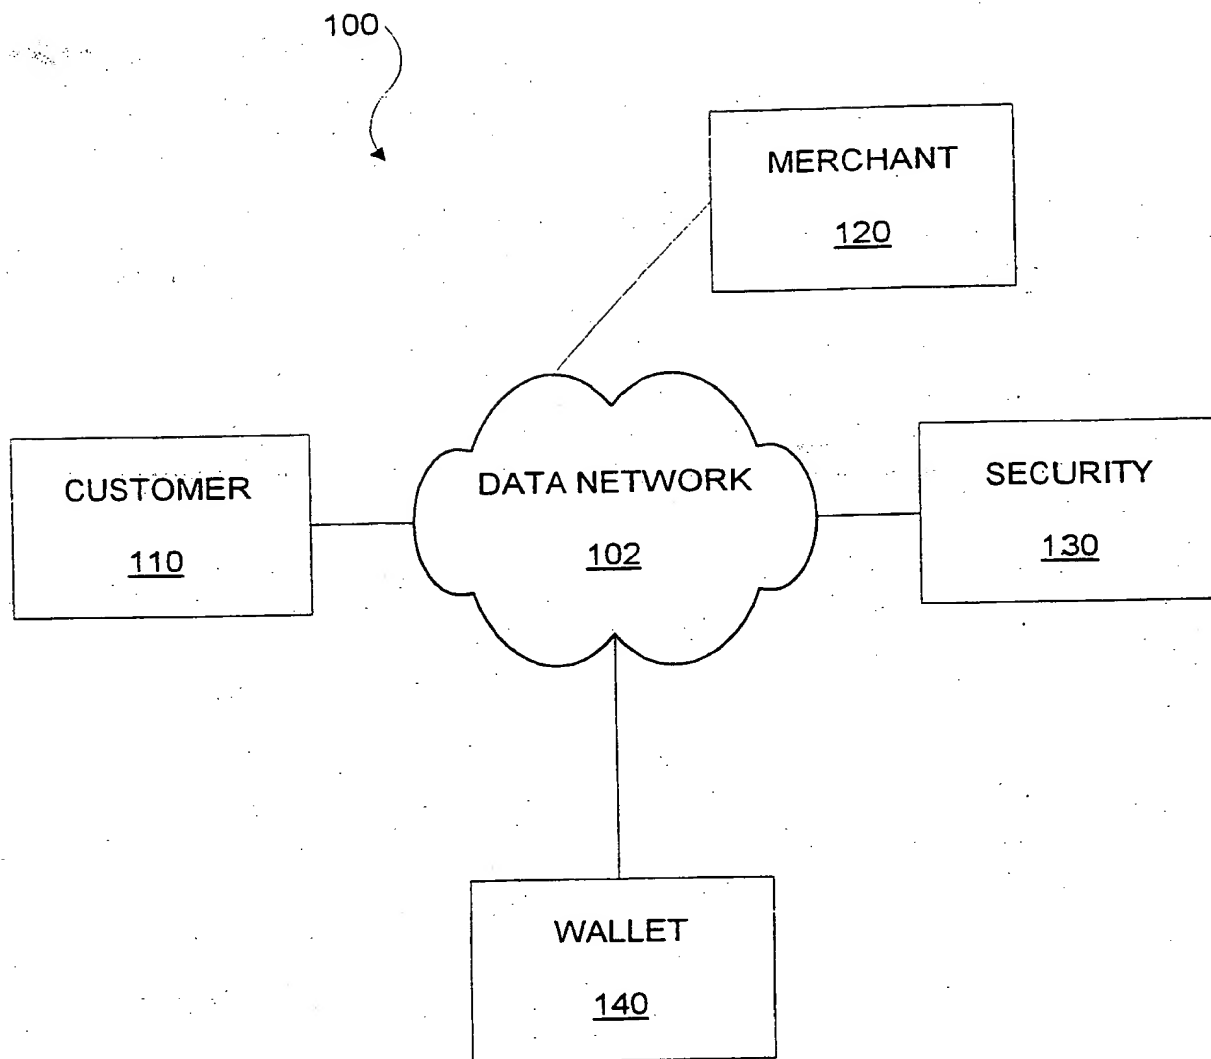 100
MERCHANT
120
CUSTOMER
110
DATA NETWORK
102
SECURITY
130
WALLET
140